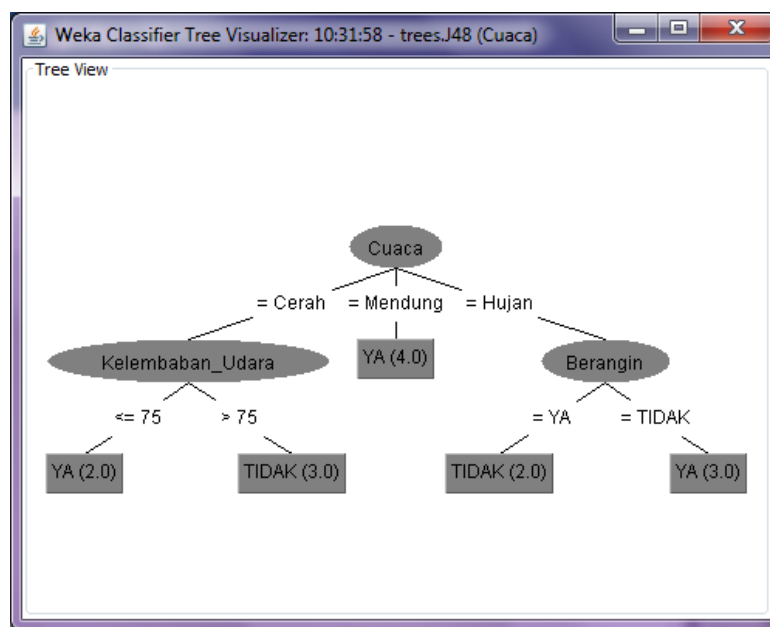 Weka Classifier Tree Visualizer: 10:31:58 - trees.J48 (Cuaca)
Tree View
Cuaca
= Cerah = Mendung = Hujan
Kelembaban_Udara YA (4.0) Berangin
<= 75 > 75 = YA = TIDAK
YA (2.0) TIDAK (3.0) TIDAK (2.0) YA (3.0)